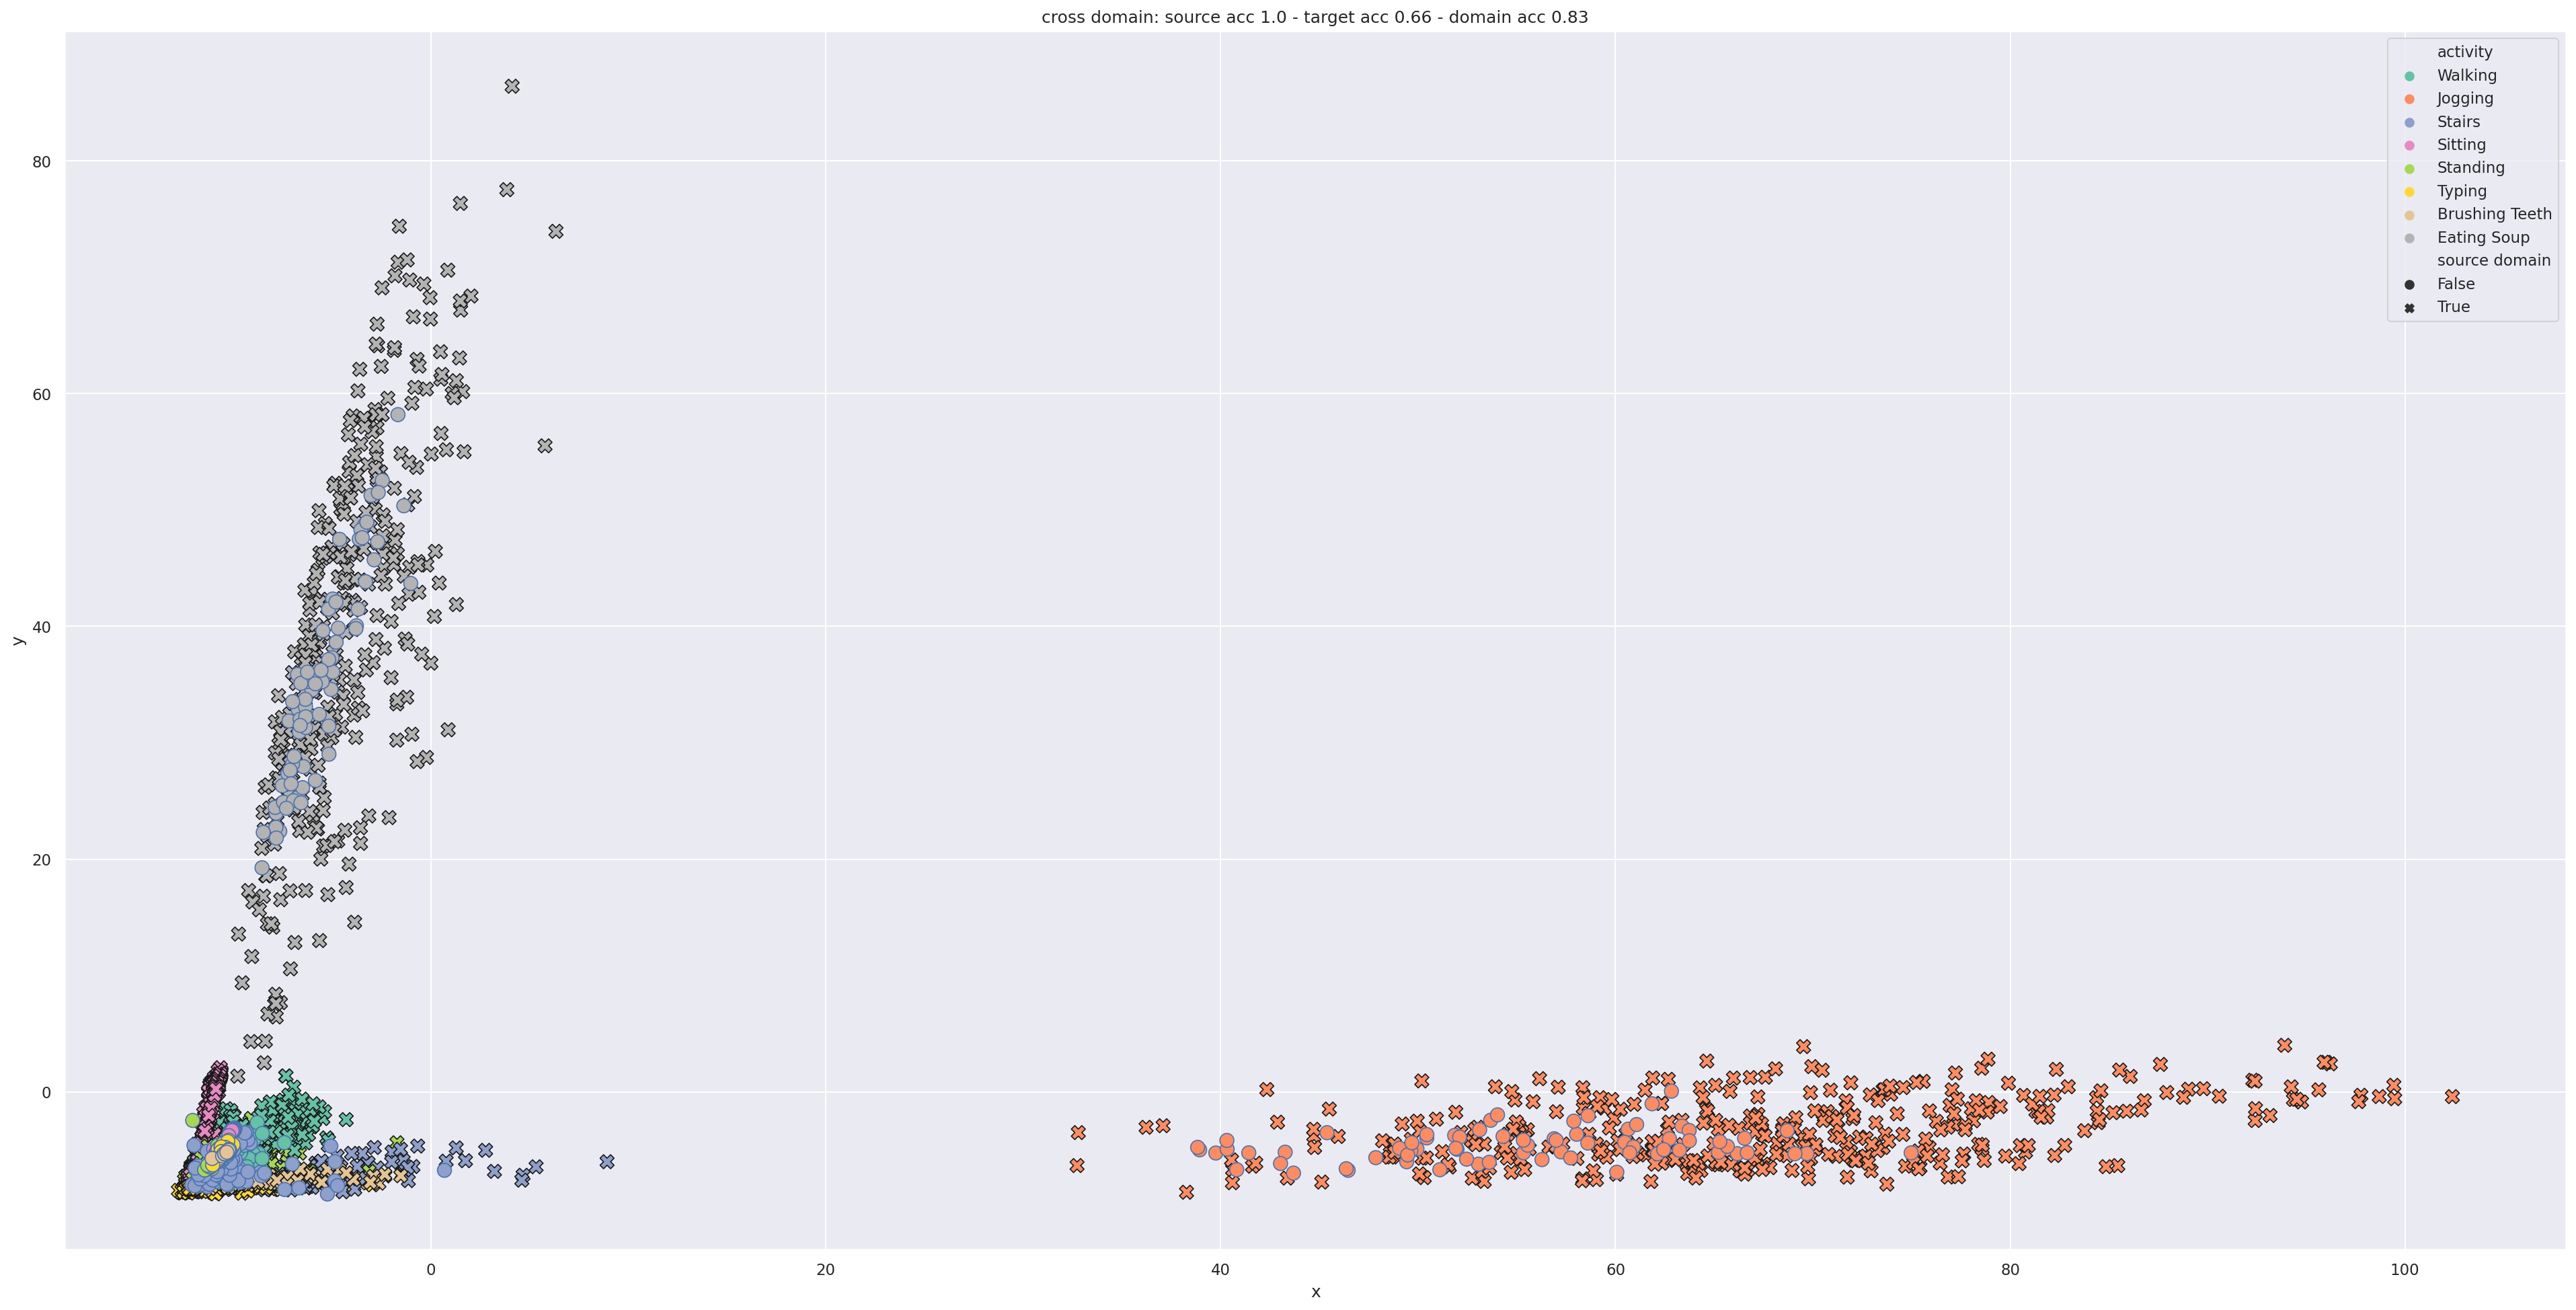 cross domain: source acc 1.0 - target acc 0.66 - domain acc 0.83
activity
Walking
Jogging
Stairs
Sitting
Standing
Typing
Brushing Teeth
Eating Soup
source domain
False
True
80
60
40
20
0
y
0
20
40
60
80
100
x